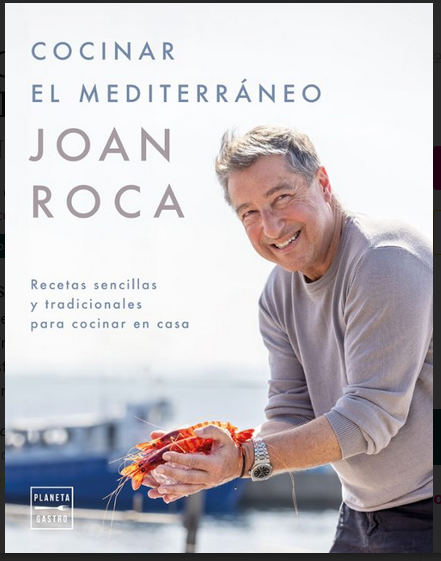 COCINAR
EL MEDITERRÁNEO
JOAN
ROCA
Recetas sencillas
y tradicionales
para cocinar en casa
PLANETA
GASTRO